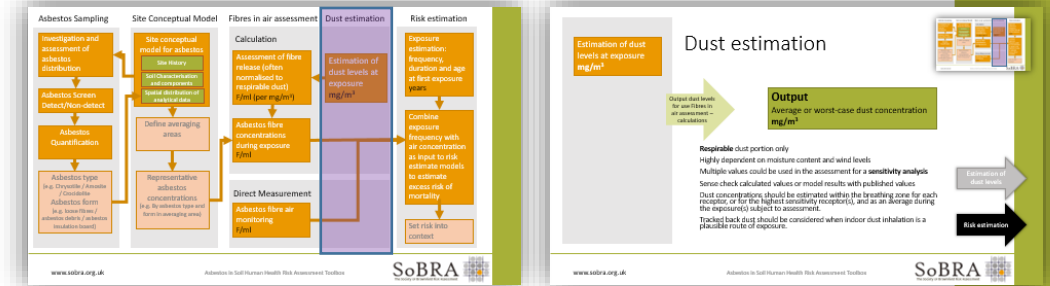 Asbestos Sampling
Investigation and
assessment of
asbestos
distribution
Asbestos Screen
Detect/Non-detect
Asbestos
Quantification
Asbestos type
(e.g. Chrysotile / Amosite
/ Crocidolite)
Asbestos form
(e.g. loose fibres /
asbestos debris / asbestos
insulation board)
Site Conceptual Model
Site conceptual
model for asbestos
Site History
Soil Characterisation
and components
Spatial distribution of
analytical data
Define averaging
areas
Representative
asbestos
concentrations
(e.g. By asbestos type and
form in averaging area)
Fibres in air assessment
Calculation
Assessment of fibre
release (often
normalised to
respirable dust)
F/ml (per mg/m³)
Asbestos fibre
concentrations
during exposure
F/ml
Direct Measurement
Asbestos fibre air
monitoring
F/ml
Dust estimation
Estimation of
dust levels at
exposure
mg/m³
Risk estimation
Exposure
estimation:
frequency,
duration and age
at first exposure
years
Combine
exposure
frequency with
air concentration
as input to risk
estimate models
to estimate
excess risk of
mortality
Set risk into
context
www.sobra.org.uk
Asbestos in Soil Human Health Risk Assessment Toolbox
SoBRA
The Society of Brownfield Risk Assessment
Estimation of dust
levels at exposure
mg/m³
Dust estimation
Output dust levels
for use Fibres in
air assessment –
calculations
Output
Average or worst-case dust concentration
mg/m³
Respirable dust portion only
Highly dependent on moisture content and wind levels
Multiple values could be used in the assessment for a sensitivity analysis
Sense check calculated values or model results with published values
Dust concentrations should be estimated within the breathing zone for each
receptor, or for the highest sensitivity receptor(s), and as an average during
the exposure(s) subject to assessment.
Tracked back dust should be considered when indoor dust inhalation is a
plausible route of exposure.
Estimation of
dust levels
Risk estimation
www.sobra.org.uk
Asbestos in Soil Human Health Risk Assessment Toolbox
SoBRA
The Society of Brownfield Risk Assessment